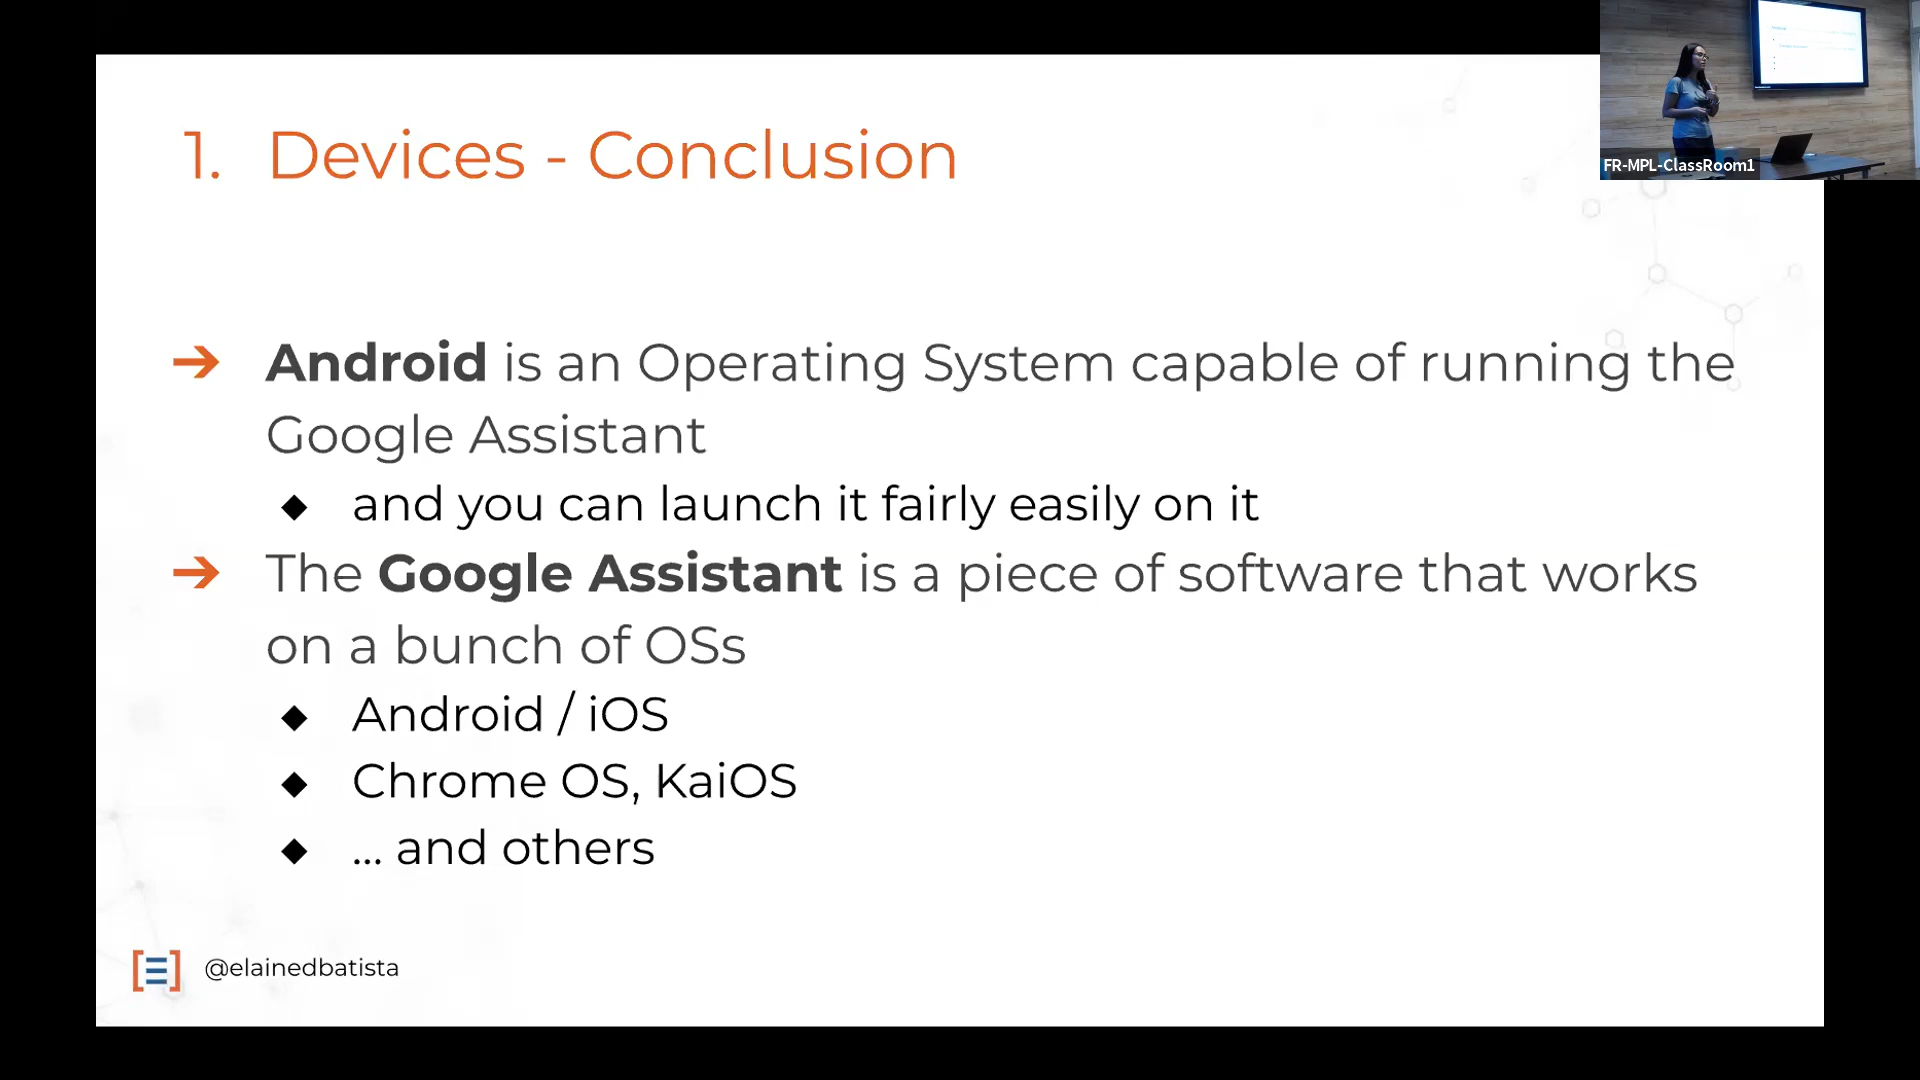 1. Devices - Conclusion
FR-MPL-ClassRoom1
➔ Android is an Operating System capable of running the
Google Assistant
◆ and you can launch it fairly easily on it
➔ The Google Assistant is a piece of software that works
on a bunch of OSs
◆ Android / iOS
◆ Chrome OS, KaiOS
◆ ... and others
@elainedbatista